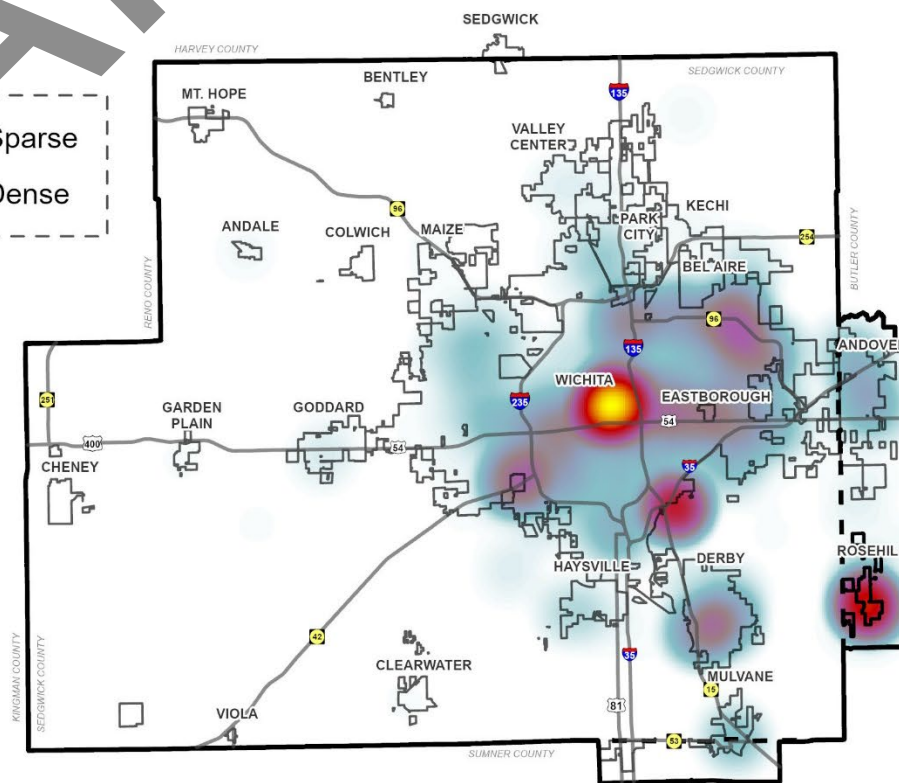 SEDGWICK
HARVEY COUNTY
SEDGWICK COUNTY
BENTLEY
MT. HOPE
135
Sparse
Dense
VALLEY
CENTER
96
KECHI
PARK
CITY
ANDALE
COLWICH
MAIZE
254
BEL AIRE
BUTLER COUNTY
RENO COUNTY
96
135
ANDOVER
WICHITA
251
235
EASTBOROUGH
GARDEN
PLAIN
GODDARD
54
400
54
CHENEY
35
ROSEHIL
HAYSVILLE
DERBY
42
35
CLEARWATER
KINGMAN COUNTY
SEDGWICK COUNTY
MULVANE
15
81
VIOLA
53
SUMNER COUNTY